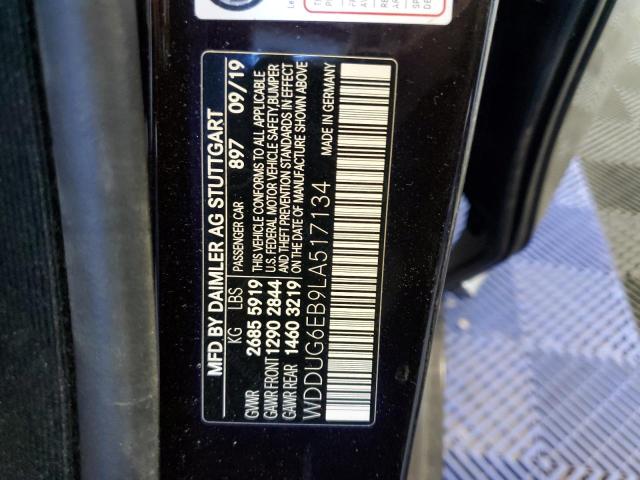 MFD BY DAIMLER AG STUTTGART
KG LBS PASSENGER CAR 897 09/19
GVWR 2685 5919 THIS VEHICLE CONFORMS TO ALL APPLICABLE
GAWR FRONT 1290 2844 U.S. FEDERAL MOTOR VEHICLE SAFETY,BUMPER
GAWR REAR 1460 3219 AND THEFT PREVENTION STANDARDS IN EFFECT
ON THE DATE OF MANUFACTURE SHOWN ABOVE
WDDUG6EB9LA517134 MADE IN GERMANY